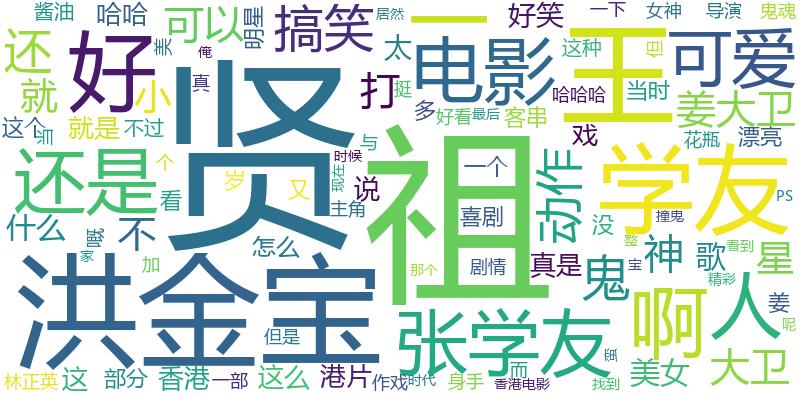 酱油 哈哈 可以 明星 搞笑 居然 一 好笑 一下 女神 导演 鬼魂
还 好 美 俺 太 电影 王 这种 但 可爱
就 小 贤 真 打 挺 哈哈哈 当时 姜大卫
这个 就是 不过 多 好看 最后 客串 戏 花瓶 漂亮
还是 个 与 祖 一个 动作 学友 PS
看 岁 又 时候 现在 说 喜剧 没 撞鬼
什么 嘅 不 主角 神 歌 整 看到 星
家 加 怎么 那个 剧情 真是 鬼 宝 精彩 姜
洪金宝 但是 张学友 啊 人 呢
林正英 这 部分 香港 一部 这么 港片 作戏 时代 身手 而 香港电影 找到 美女 大卫